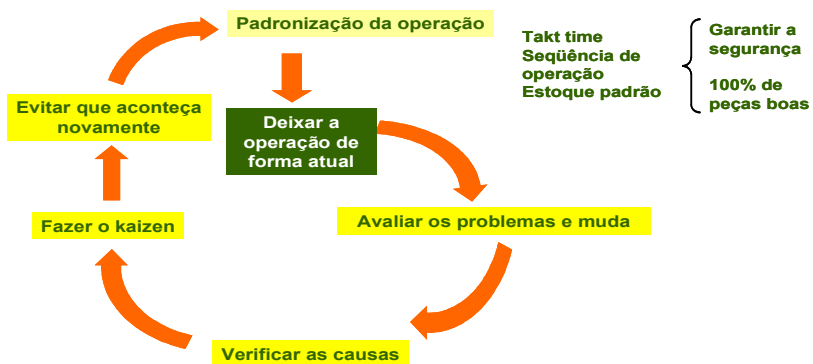 Padronização da operação
Takt time
Seqüência de
operação
Estoque padrão
Garantir a
segurança
100% de
peças boas
Evitar que aconteça
novamente
Deixar a
operação de
forma atual
Fazer o kaizen
Avaliar os problemas e muda
Verificar as causas